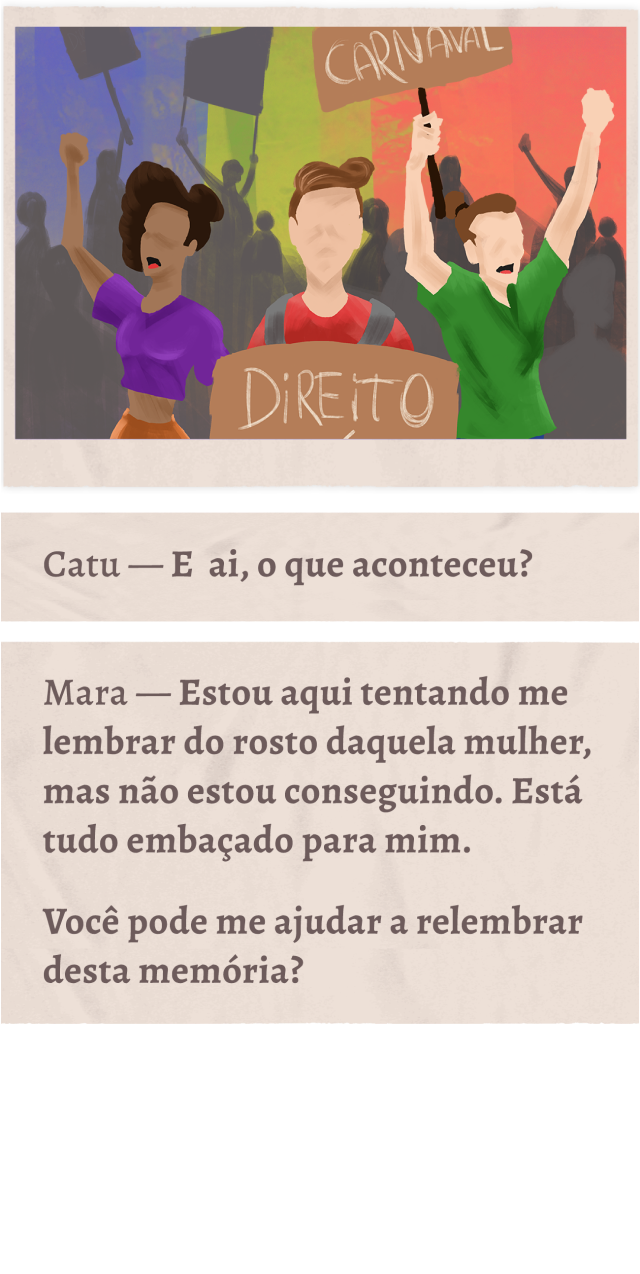 CARNAVAL
DiREiTO
Catu — E ai, o que aconteceu?
Mara — Estou aqui tentando me
lembrar do rosto daquela mulher,
mas não estou conseguindo. Está
tudo embaçado para mim.
Você pode me ajudar a relembrar
desta memória?